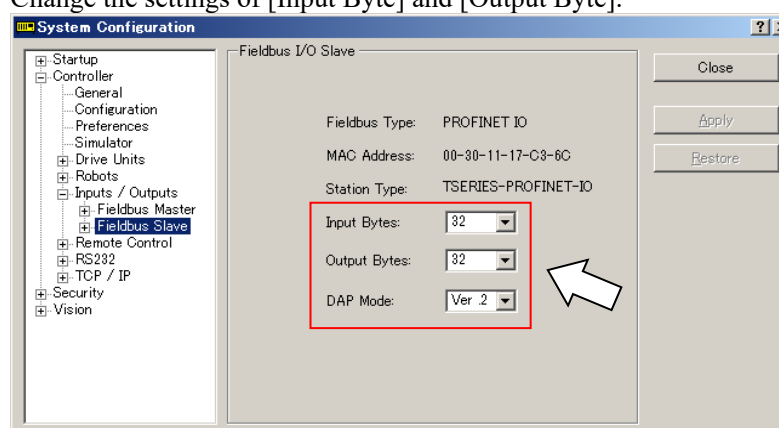 Change the settings of [Input Byte] and [Output Byte].
System Configuration
Startup
Controller
General
Configuration
Preferences
Simulator
Drive Units
Robots
Inputs / Outputs
Fieldbus Master
Fieldbus Slave
Remote Control
RS232
TCP / IP
Security
Vision
Fieldbus I/O Slave
Fieldbus Type: PROFINET IO
MAC Address: 00-30-11-17-C3-6C
Station Type: TSERIES-PROFINET-IO
Input Bytes: 32
Output Bytes: 32
DAP Mode: Ver .2
Close
Apply
Restore